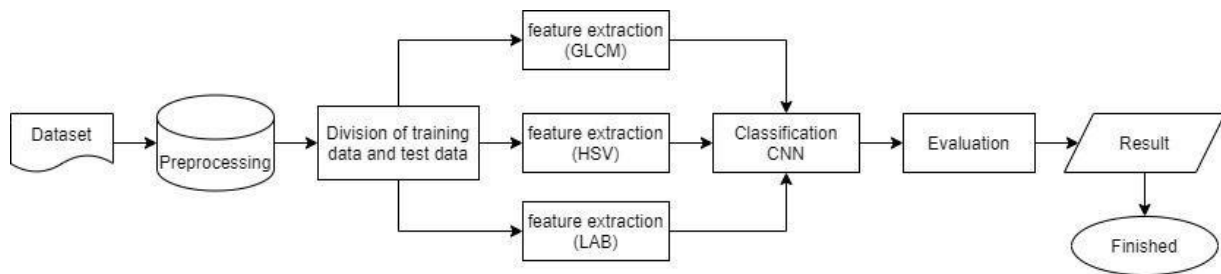 Dataset
Preprocessing
Division of training
data and test data
feature extraction
(GLCM)
feature extraction
(HSV)
feature extraction
(LAB)
Classification
CNN
Evaluation
Result
Finished